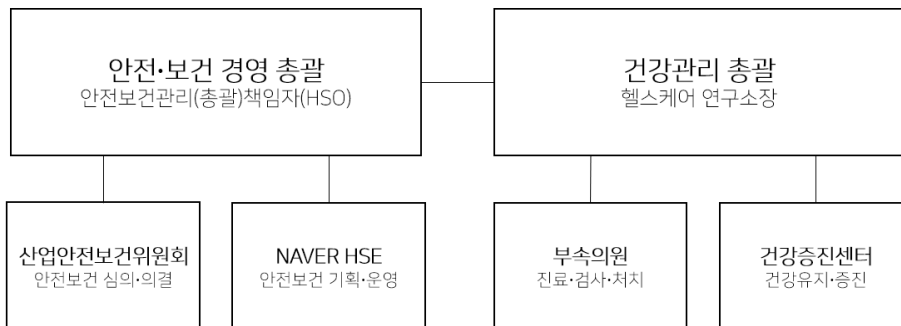 안전·보건 경영 총괄
안전보건관리(총괄)책임자(HSO)
건강관리 총괄
헬스케어 연구소장
산업안전보건위원회
안전보건 심의·의결
NAVER HSE
안전보건 기획·운영
부속의원
진료·검사·처치
건강증진센터
건강유지·증진